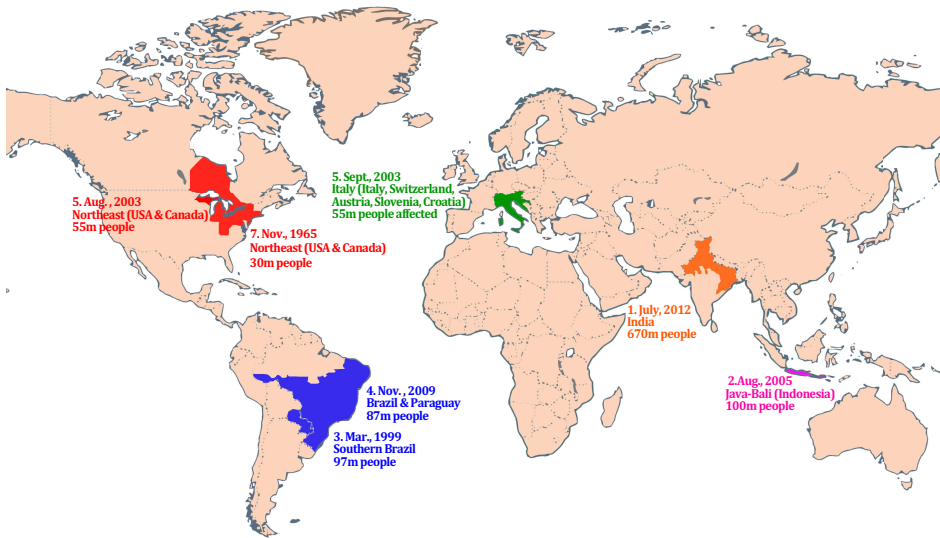 5. Aug., 2003
Northeast (USA & Canada)
55m people
7. Nov., 1965
Northeast (USA & Canada)
30m people
5. Sept., 2003
Italy (Italy, Switzerland,
Austria, Slovenia, Croatia)
55m people affected
1. July, 2012
India
670m people
2.Aug., 2005
Java-Bali (Indonesia)
100m people
4. Nov. , 2009
Brazil & Paraguay
87m people
3. Mar., 1999
Southern Brazil
97m people